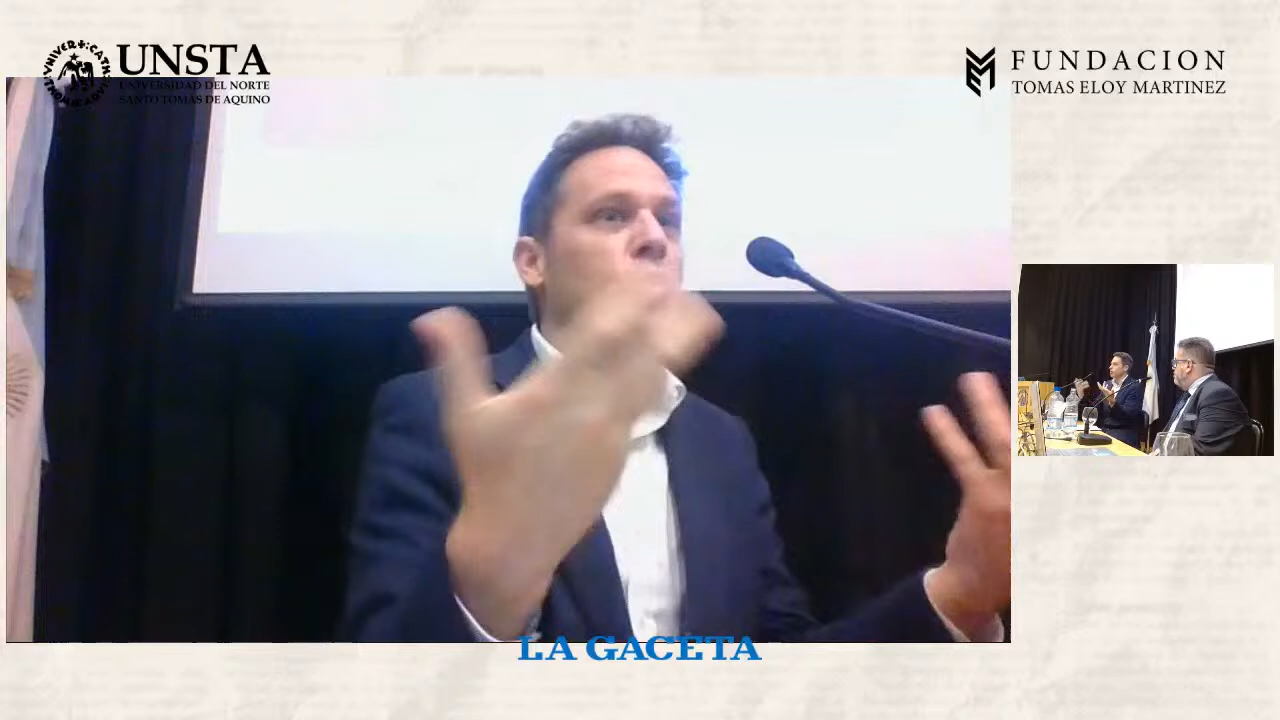 UNSTA
UNIVERSIDAD DEL NORTE
SANTO TOMÁS DE AQUINO
FUNDACION
TOMAS ELOY MARTINEZ
LA GACETA